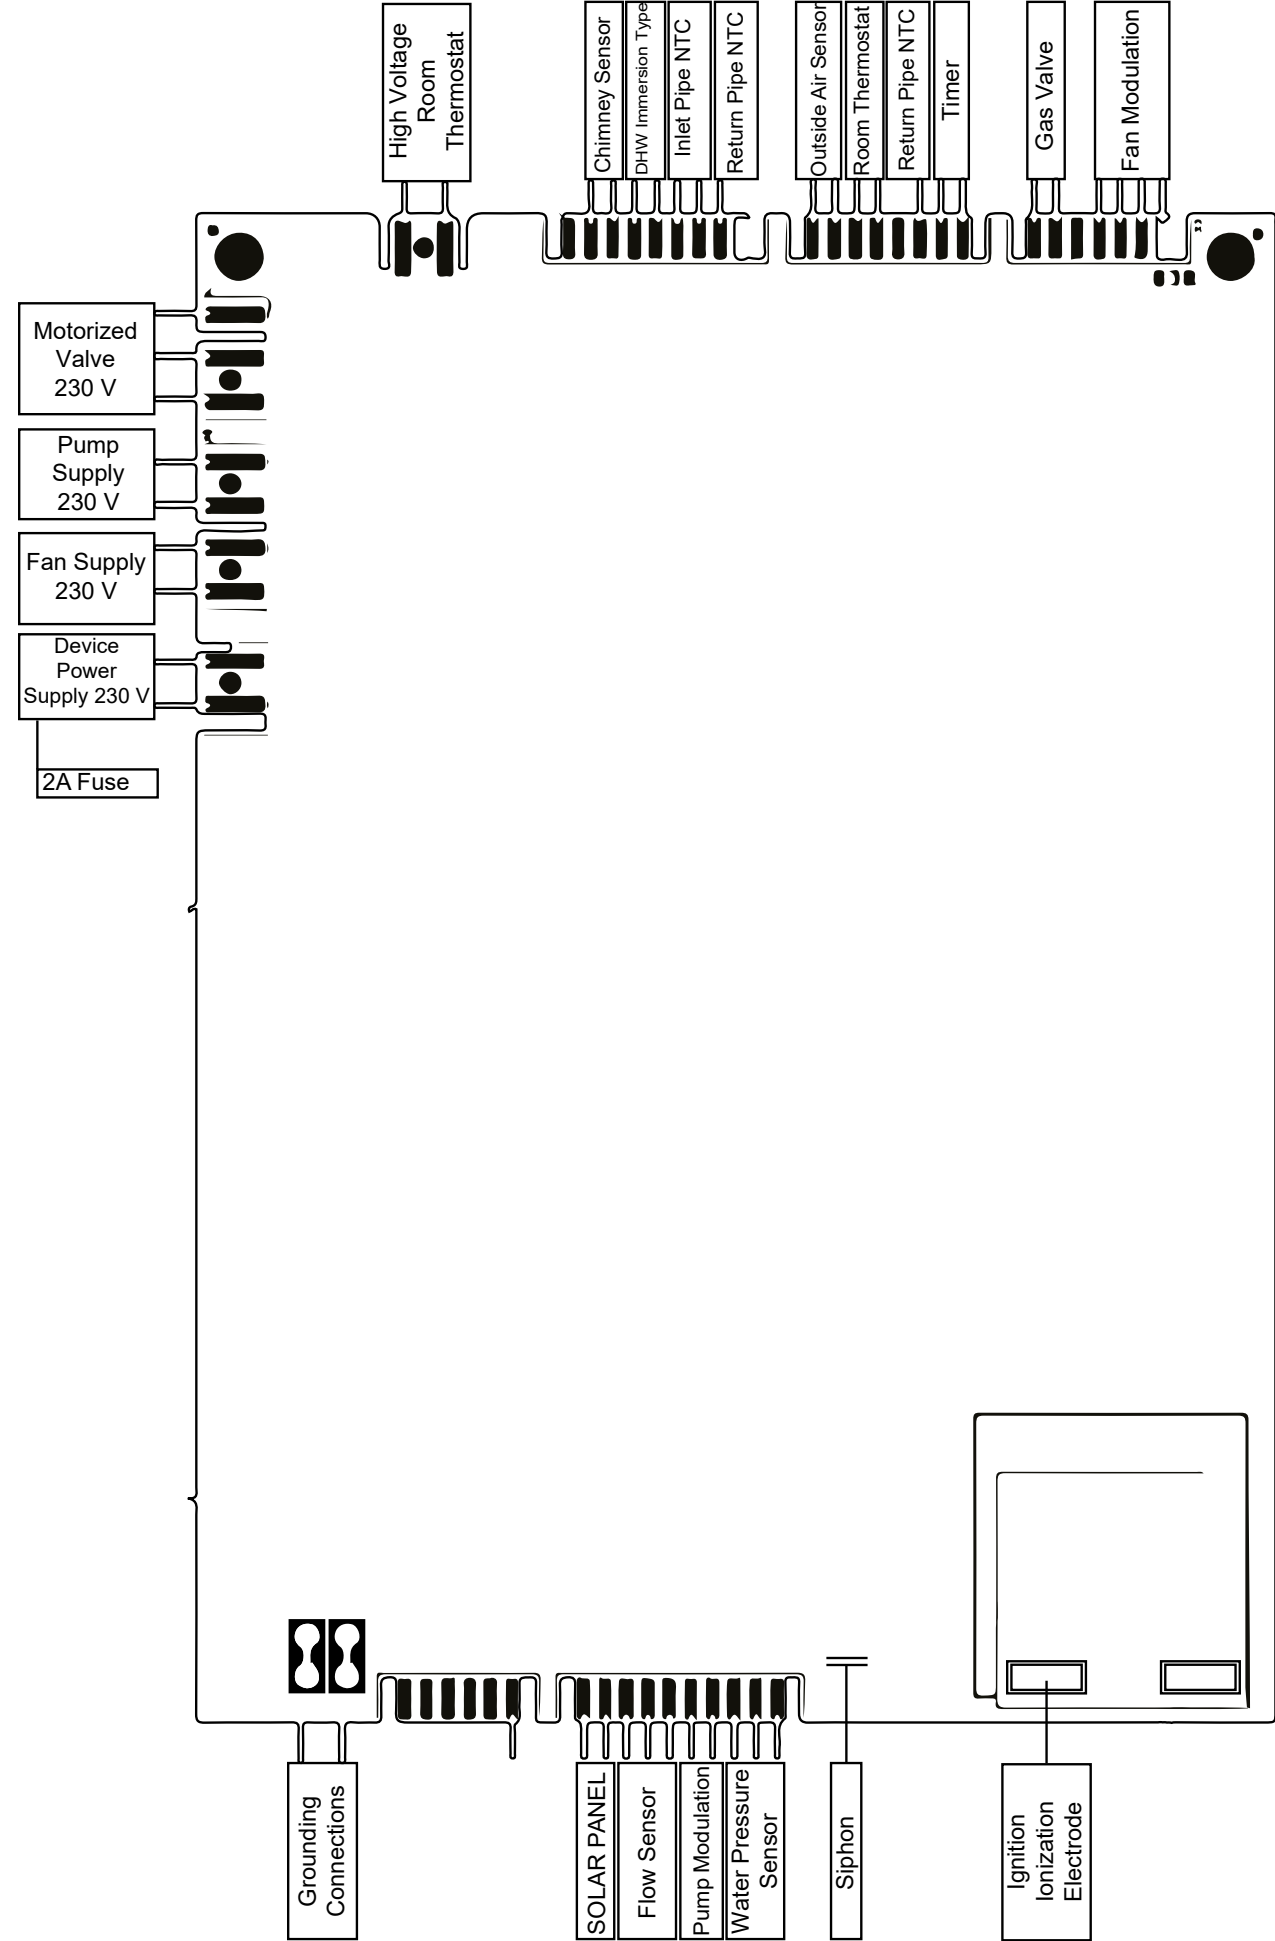 High Voltage
Room
Thermostat
Chimney Sensor
DHW Immersion Type
Inlet Pipe NTC
Return Pipe NTC
Outside Air Sensor
Room Thermostat
Return Pipe NTC
Timer
Gas Valve
Fan Modulation
Motorized
Valve
230 V
Pump
Supply
230 V
Fan Supply
230 V
Device
Power
Supply 230 V
2A Fuse
Grounding
Connections
SOLAR PANEL
Flow Sensor
Pump Modulation
Water Pressure
Sensor
Siphon
Ignition
Ionization
Electrode